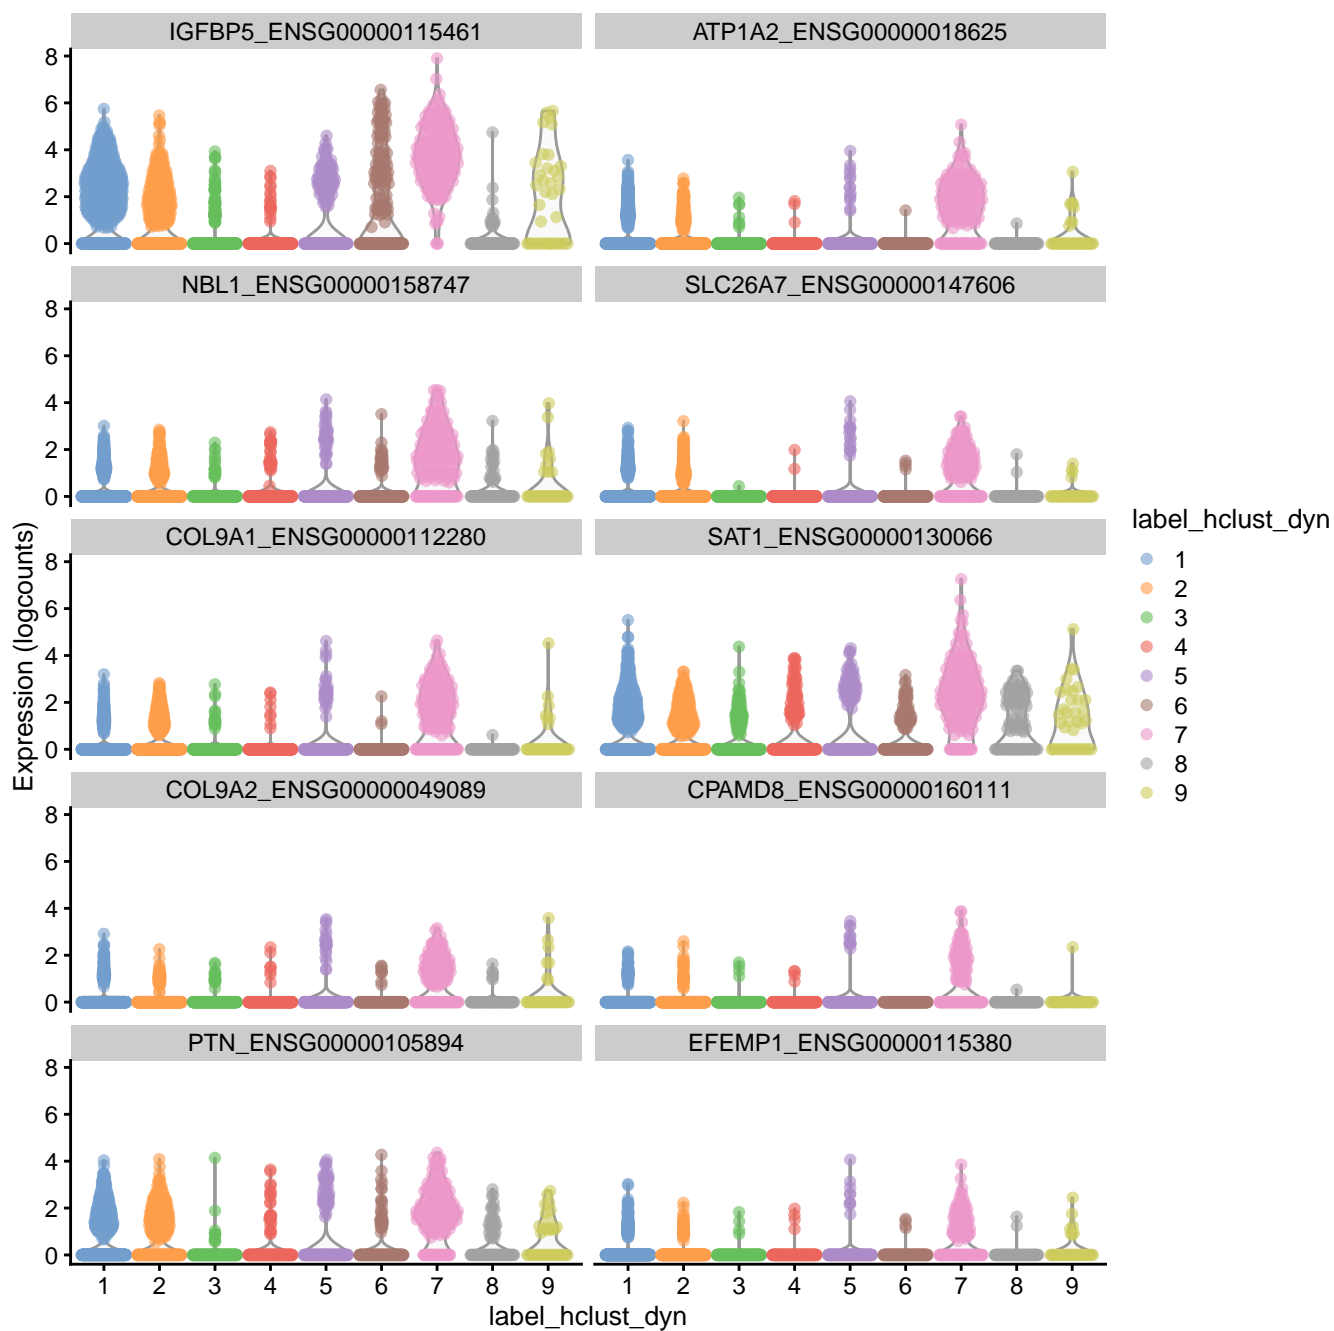 IGFBP5_ENSG00000115461
ATP1A2_ENSG00000018625
8
6
4
2
0
NBL1_ENSG00000158747
SLC26A7_ENSG00000147606
8
6
4
2
0
COL9A1_ENSG00000112280
SAT1_ENSG00000130066
8
6
4
2
0
COL9A2_ENSG00000049089
CPAMD8_ENSG00000160111
8
6
4
2
0
PTN_ENSG00000105894
EFEMP1_ENSG00000115380
8
6
4
2
0
1 2 3 4 5 6 7 8 9
1 2 3 4 5 6 7 8 9
label_hclust_dyn
Expression (logcounts)
label_hclust_dyn
1
2
3
4
5
6
7
8
9